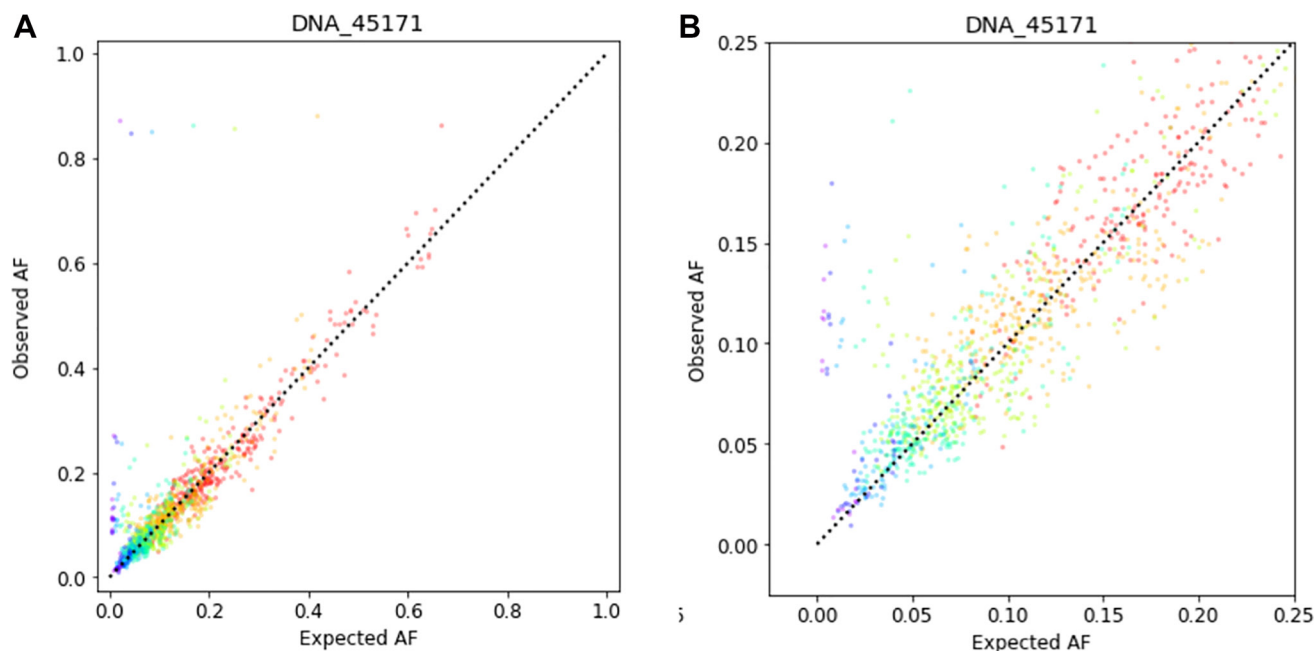 A
DNA_45171
1.0
0.8
0.6
0.4
0.2
0.0
Observed AF
0.0 0.2 0.4 0.6 0.8 1.0
Expected AF
B
DNA_45171
0.25
0.20
0.15
0.10
0.05
0.00
Observed AF
0.00 0.05 0.10 0.15 0.20 0.25
Expected AF